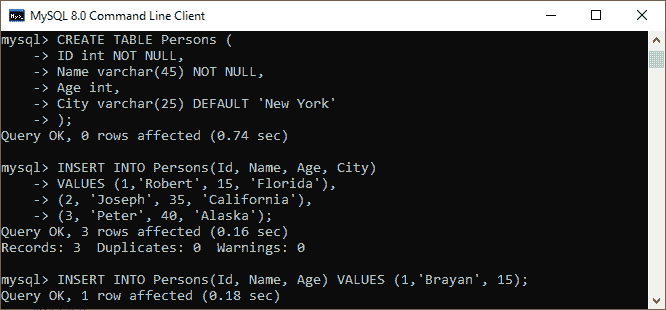 MySQL 8.0 Command Line Client
mysql> CREATE TABLE Persons (
    -> ID int NOT NULL,
    -> Name varchar(45) NOT NULL,
    -> Age int,
    -> City varchar(25) DEFAULT 'New York'
    -> );
Query OK, 0 rows affected (0.74 sec)

mysql> INSERT INTO Persons(Id, Name, Age, City)
    -> VALUES (1,'Robert', 15, 'Florida'),
    -> (2, 'Joseph', 35, 'California'),
    -> (3, 'Peter', 40, 'Alaska');
Query OK, 3 rows affected (0.16 sec)
Records: 3  Duplicates: 0  Warnings: 0

mysql> INSERT INTO Persons(Id, Name, Age) VALUES (1,'Brayan', 15);
Query OK, 1 row affected (0.18 sec)